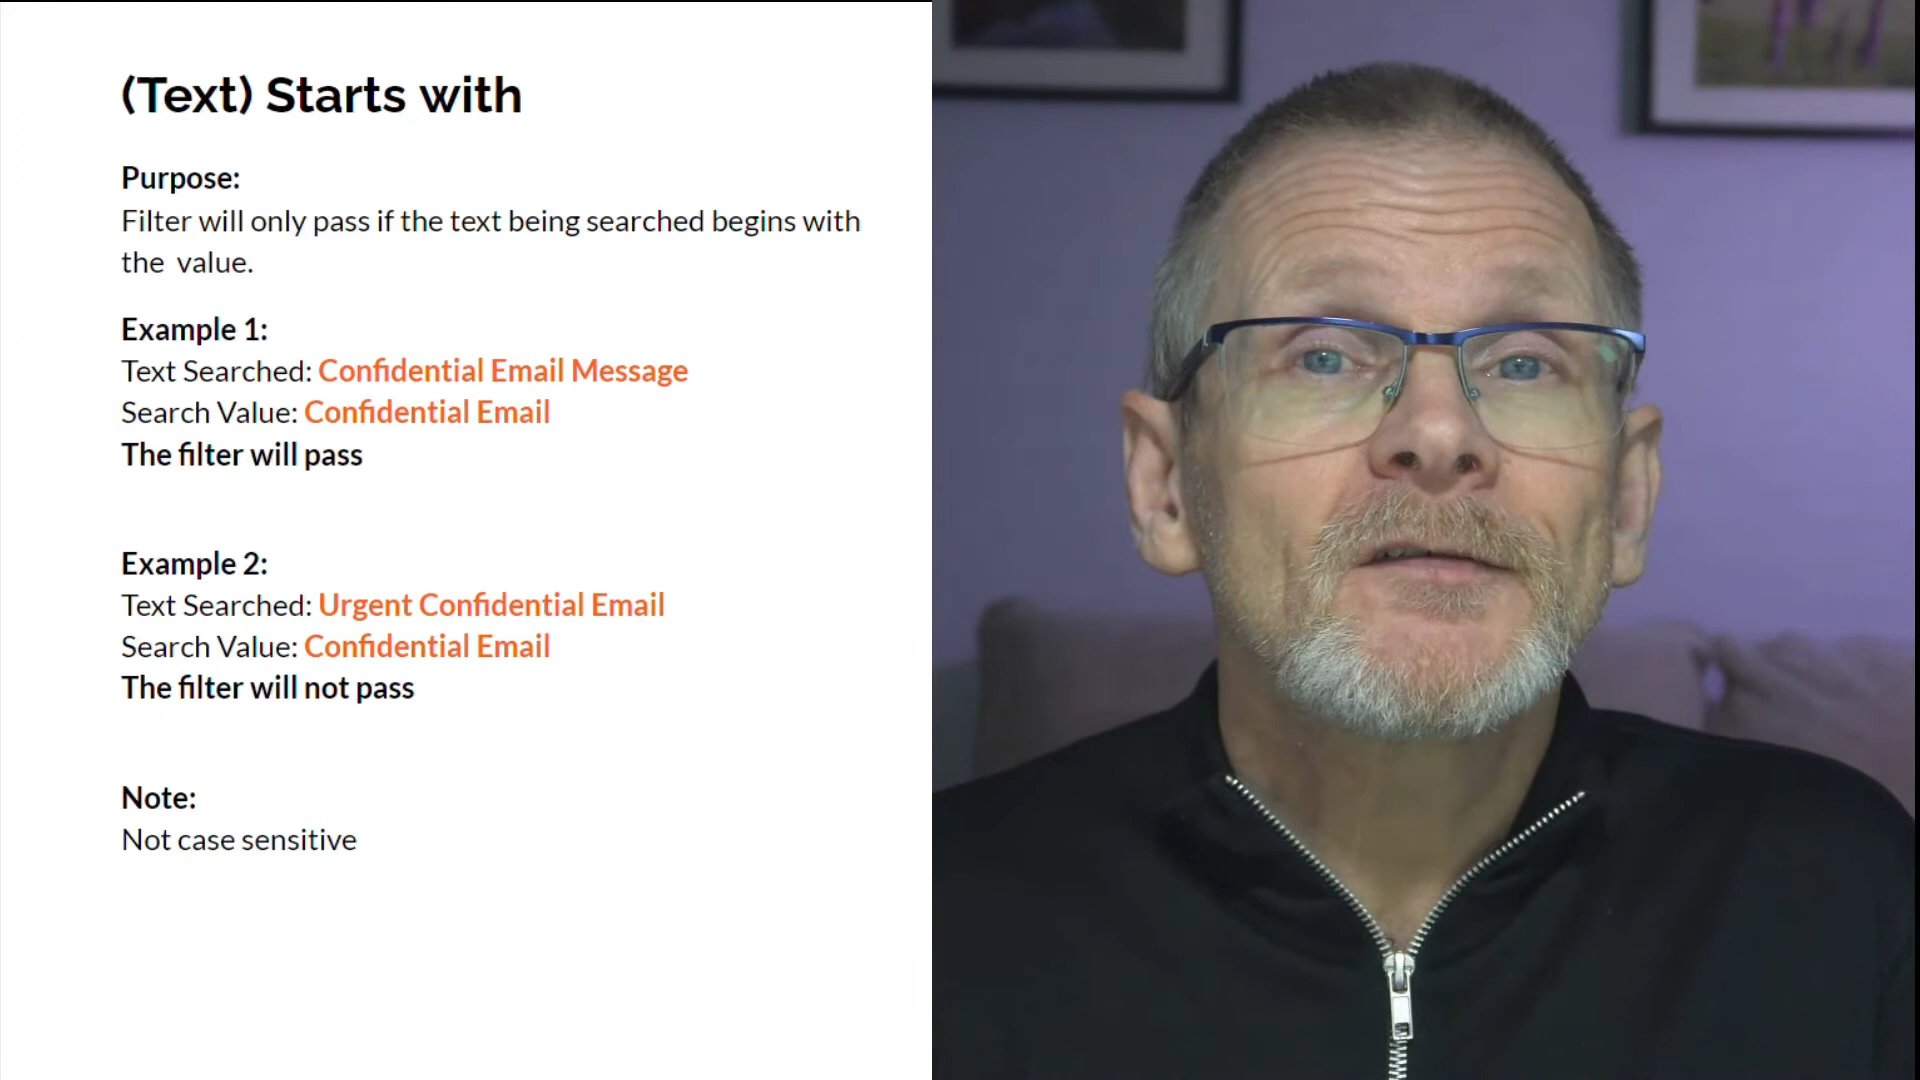 (Text) Starts with
Purpose:
Filter will only pass if the text being searched begins with
the value.
Example 1:
Text Searched: Confidential Email Message
Search Value: Confidential Email
The filter will pass
Example 2:
Text Searched: Urgent Confidential Email
Search Value: Confidential Email
The filter will not pass
Note:
Not case sensitive